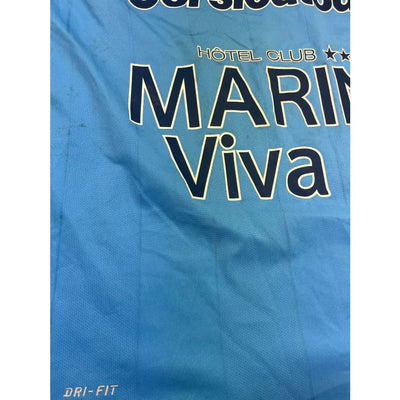 HÔTEL CLUB ★★
MARIN
Viva
DRI-FIT